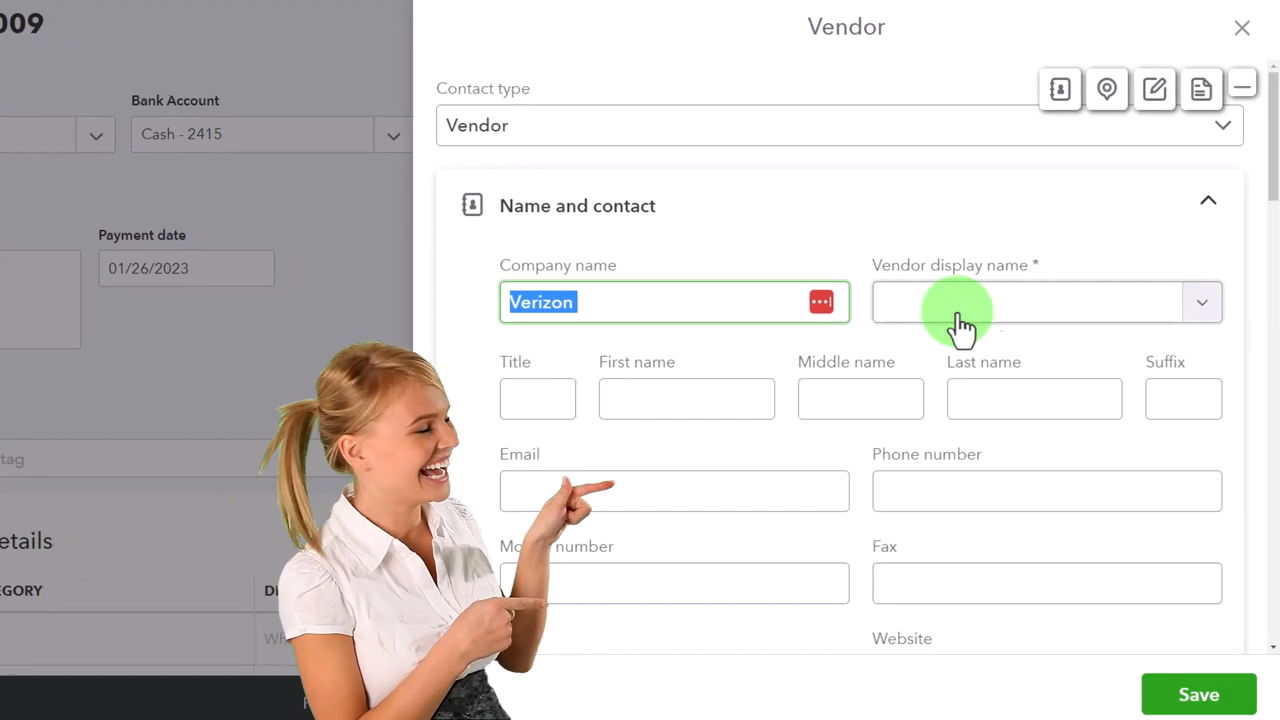 009
Vendor
Bank Account
Cash - 2415
Contact type
Vendor
Name and contact
Payment date
01/26/2023
Company name
Vendor display name *
Verizon
Title
First name
Middle name
Last name
Suffix
Email
Phone number
tag
number
Fax
etails
EGORY
Website
Save